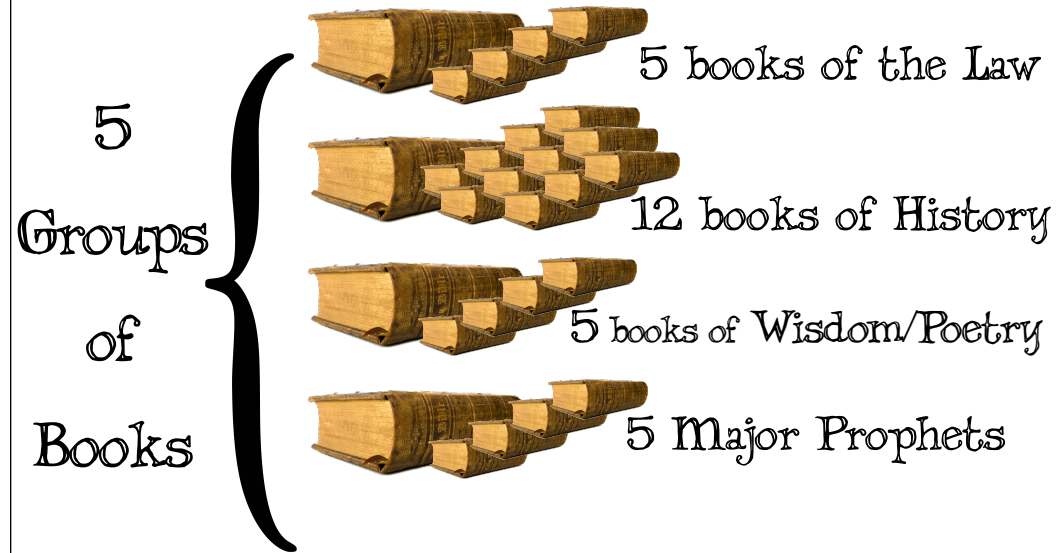 5
Groups
of
Books
5 books of the Law
12 books of History
5 books of Wisdom/Poetry
5 Major Prophets